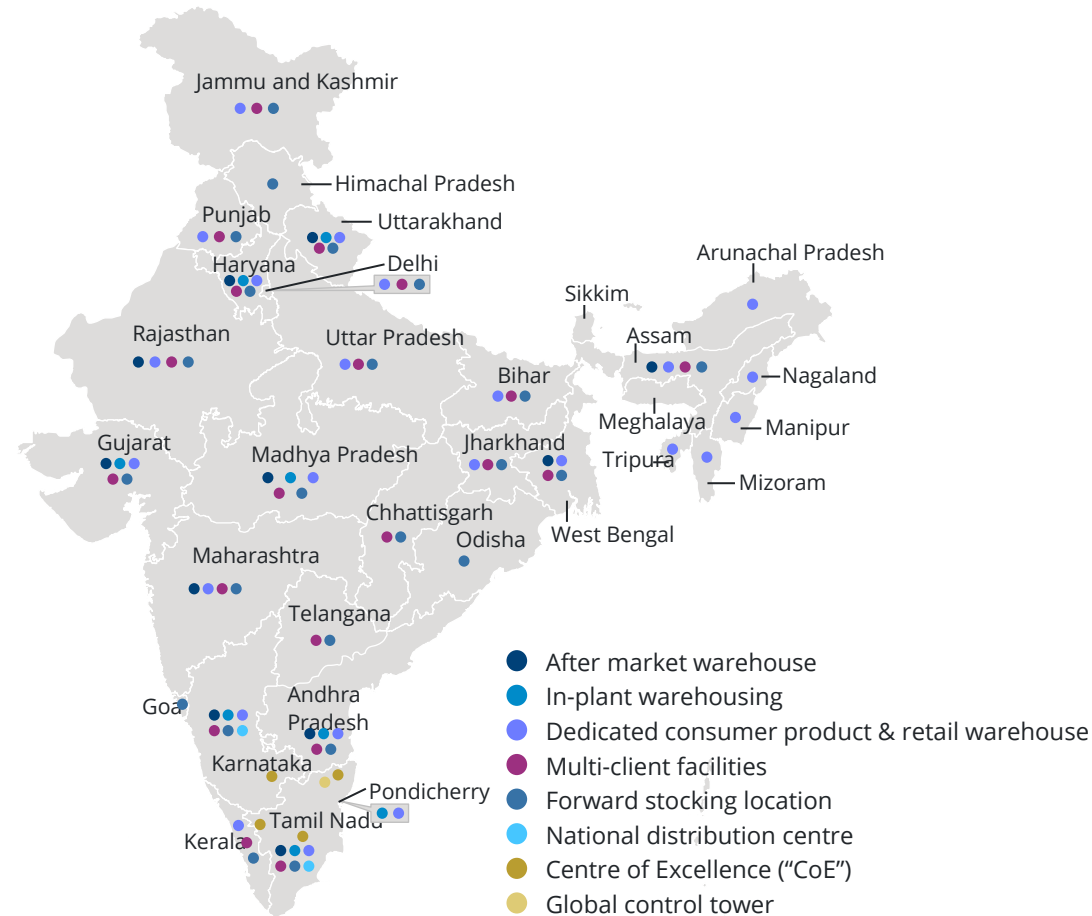 Jammu and Kashmir
Himachal Pradesh
Punjab
Uttarakhand
Haryana
Delhi
Arunachal Pradesh
Sikkim
Rajasthan
Uttar Pradesh
Assam
Bihar
Nagaland
Meghalaya
Manipur
Gujarat
Madhya Pradesh
Jharkhand
Tripura
Mizoram
Chhattisgarh
West Bengal
Odisha
Maharashtra
Telangana
After market warehouse
In-plant warehousing
Goa
Andhra
Pradesh
Dedicated consumer product & retail warehouse
Karnataka
Multi-client facilities
Pondicherry
Forward stocking location
Tamil Nadu
Kerala
National distribution centre
Centre of Excellence (“CoE”)
Global control tower